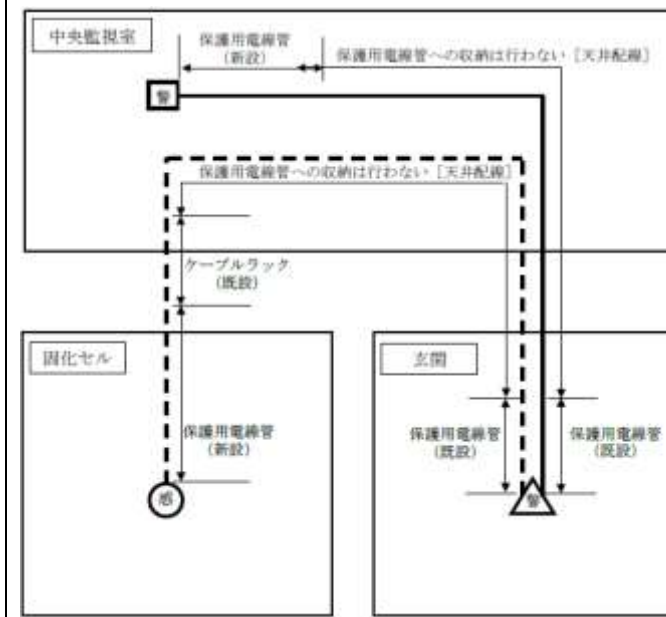 中央監視室
保護用電線管
(新設)
保護用電線管への収納は行わない［天井配線］
警
保護用電線管への収納は行わない［天井配線］
ケーブルラック
(既設)
固化セル
玄関
保護用電線管
(新設)
保護用電線管
(既設)
保護用電線管
(既設)
感
警